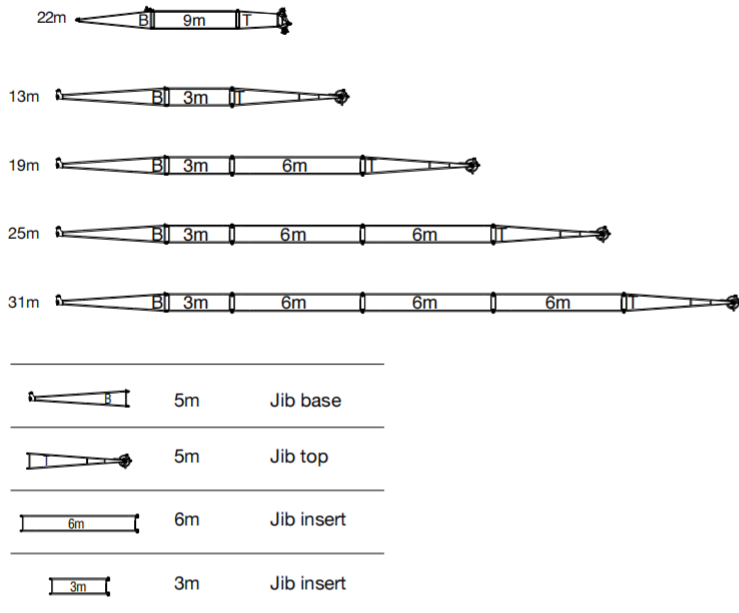 22m B 9m T
13m B 3m T
19m B 3m 6m T
25m B 3m 6m 6m T
31m B 3m 6m 6m 6m T
B 5m Jib base
T 5m Jib top
6m 6m Jib insert
3m 3m Jib insert